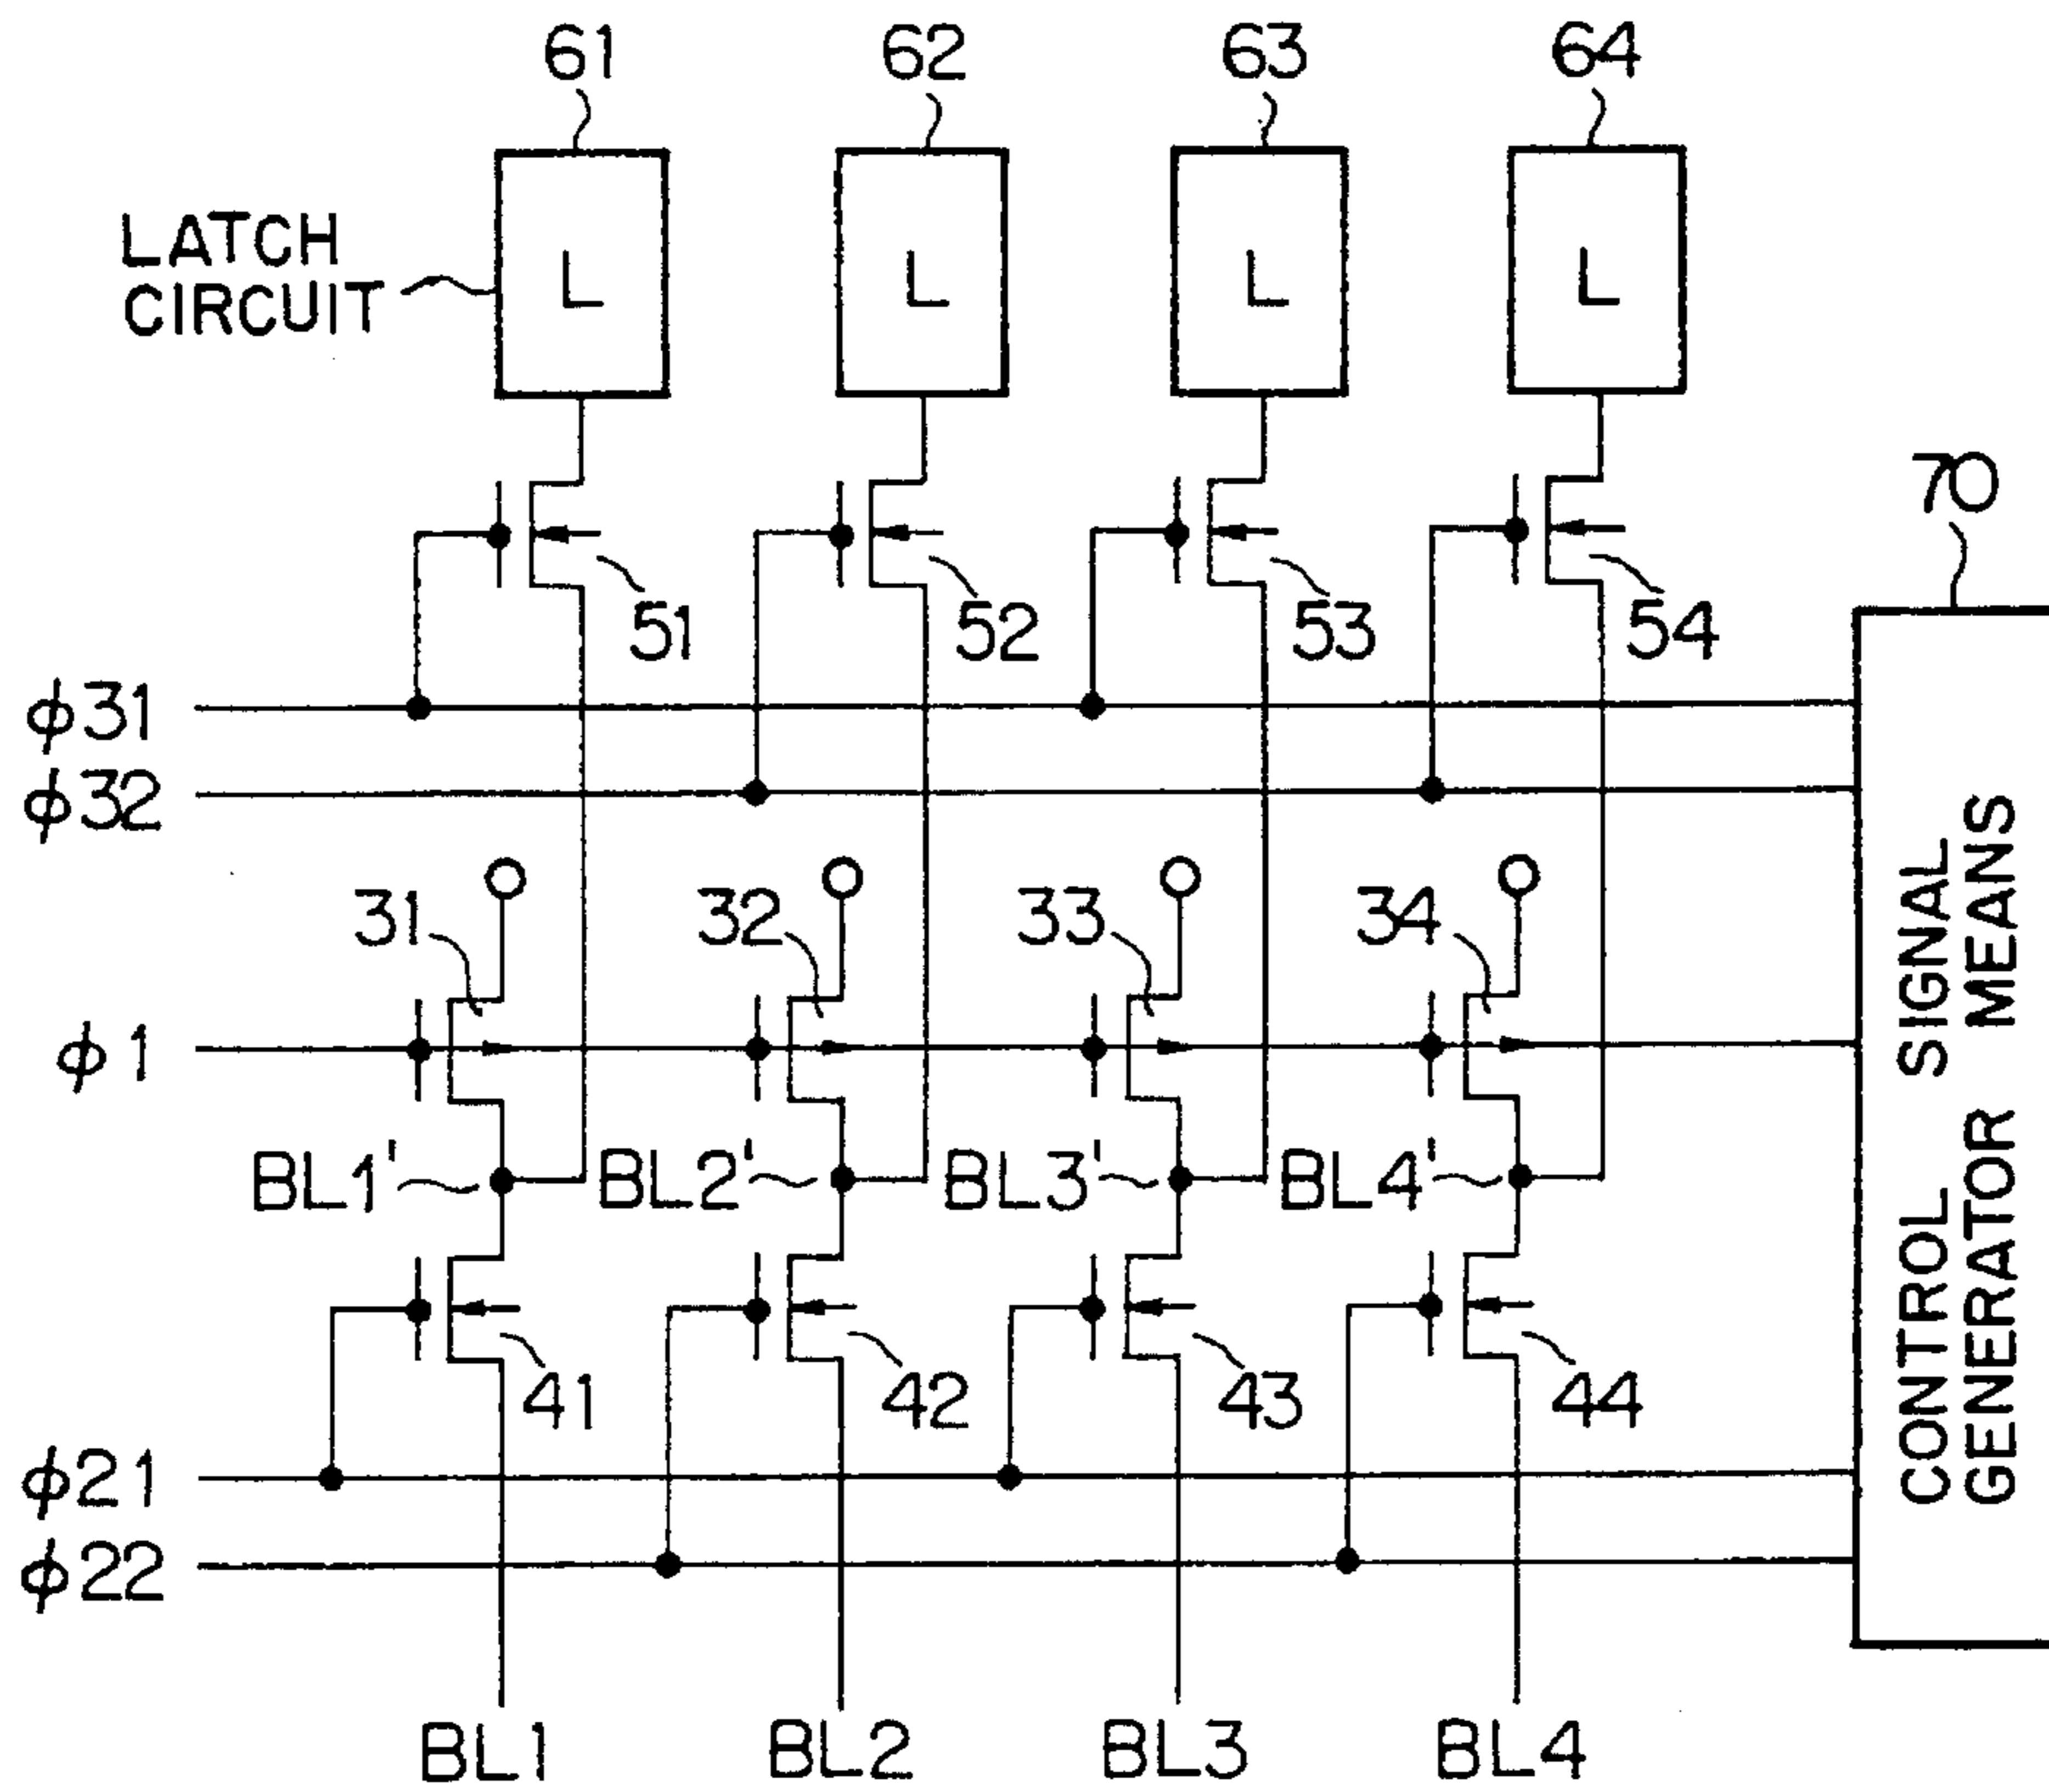 61 62 63 64
LATCH
CIRCUIT
L L L L
70
51 52 53 54
φ31
φ32
31 32 33 34
φ1
BL1' BL2' BL3' BL4'
41 42 43 44
φ21
φ22
BL1 BL2 BL3 BL4
CONTROL SIGNAL
GENERATOR MEANS